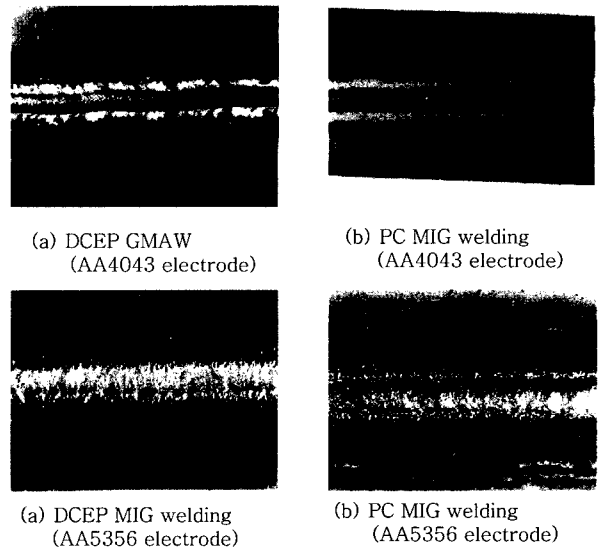 (a) DCEP GMAW
(AA4043 electrode)
(b) PC MIG welding
(AA4043 electrode)
(a) DCEP MIG welding
(AA5356 electrode)
(b) PC MIG welding
(AA5356 electrode)